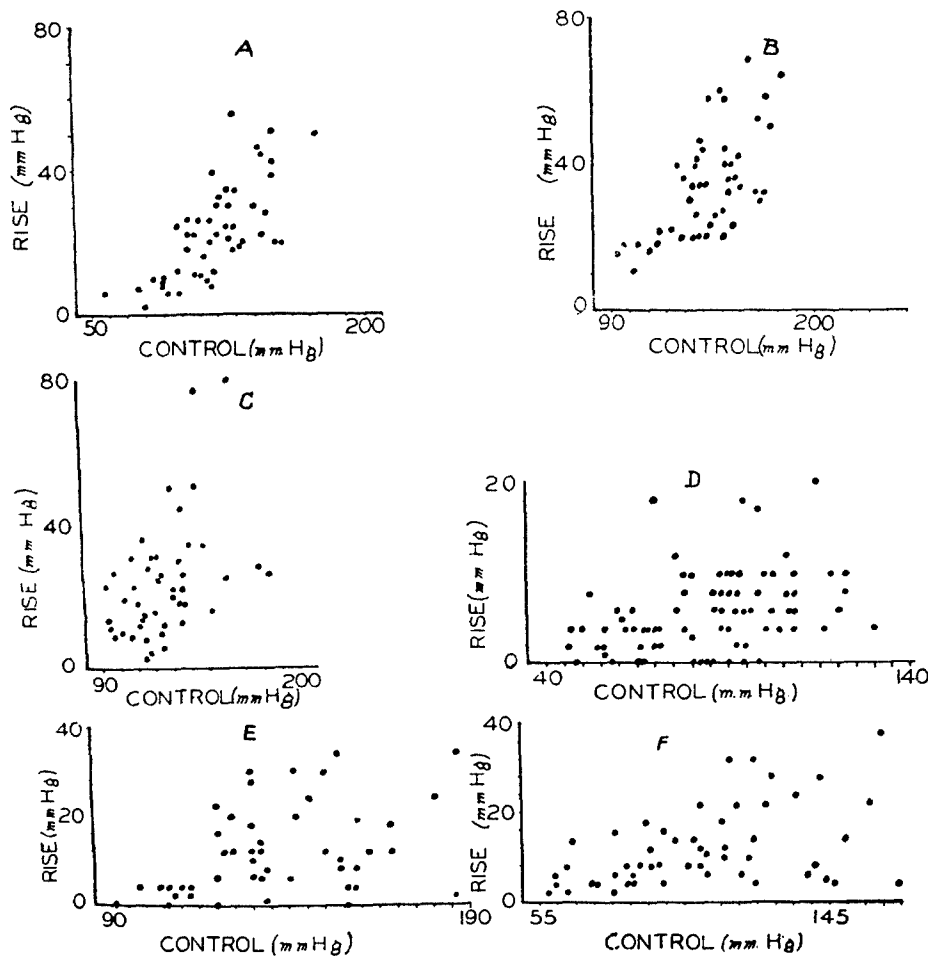 A
80
40
0
RISE (mm Hg)
50
200
CONTROL (mm Hg)
B
80
40
0
RISE (mm Hg)
90
200
CONTROL (mm Hg)
C
80
40
0
RISE (mm Hg)
90
200
CONTROL (mm Hg)
D
20
10
0
RISE (mm Hg)
40
140
CONTROL (m.m Hg)
E
40
20
0
RISE (mm Hg)
90
190
CONTROL (mm Hg)
F
40
20
0
RISE (mm Hg)
55
145
CONTROL (mm. Hg)